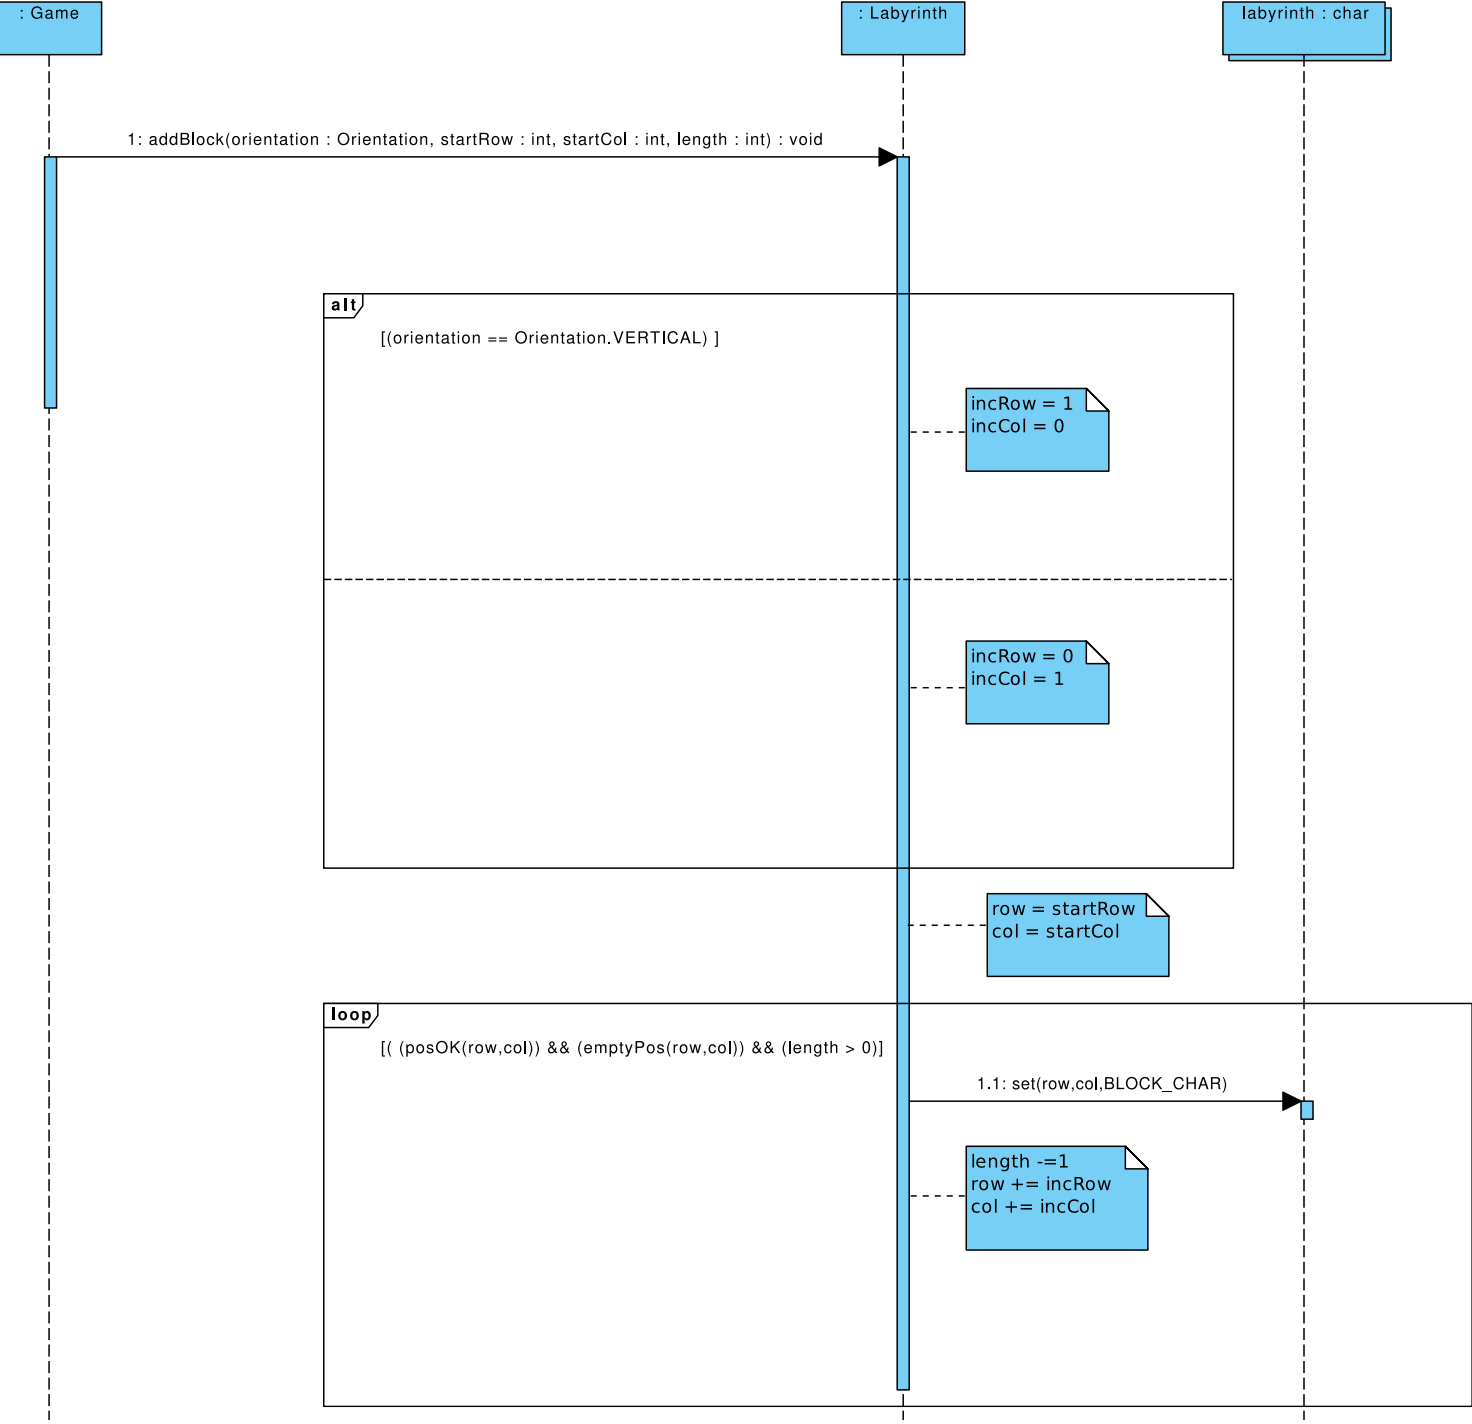 : Game
: Labyrinth
labyrinth : char
1: addBlock(orientation : Orientation, startRow : int, startCol : int, length : int) : void
alt
[(orientation == Orientation.VERTICAL) ]
incRow = 1
incCol = 0
incRow = 0
incCol = 1
row = startRow
col = startCol
loop
[( (posOK(row,col)) && (emptyPos(row,col)) && (length > 0)]
1.1: set(row,col,BLOCK_CHAR)
length -=1
row += incRow
col += incCol